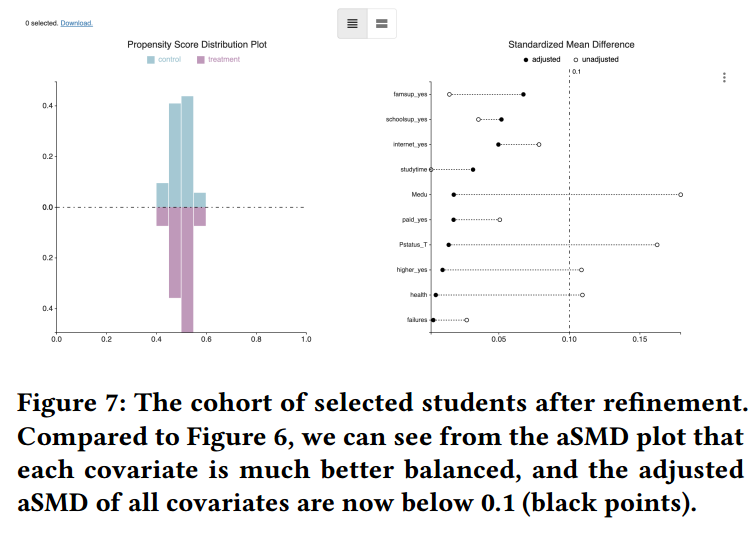 0 selected. Download.
Propensity Score Distribution Plot
control treatment
0.4
0.2
0.0
0.2
0.4
0.0 0.2 0.4 0.6 0.8 1.0
Standardized Mean Difference
adjusted unadjusted
0.1
famsup_yes
schoolsup_yes
internet_yes
studytime
Medu
paid_yes
Pstatus_T
higher_yes
health
failures
0.05 0.10 0.15
Figure 7: The cohort of selected students after refinement.
Compared to Figure 6, we can see from the aSMD plot that
each covariate is much better balanced, and the adjusted
aSMD of all covariates are now below 0.1 (black points).